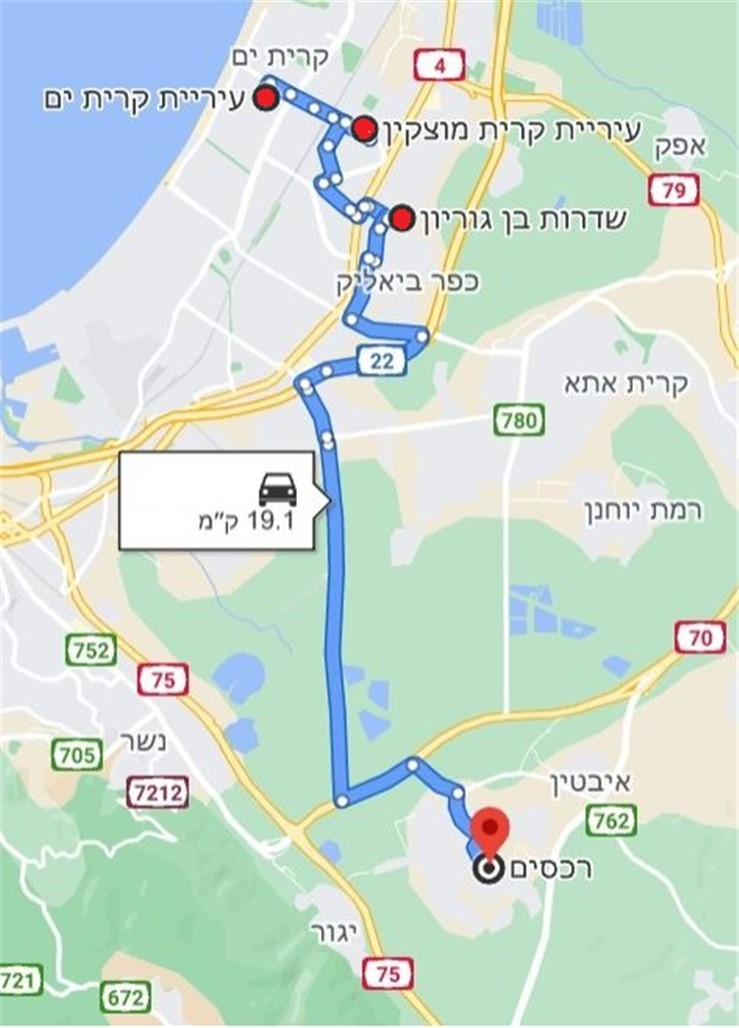 קרית ים
4
עיריית קרית ים
עיריית קרית מוצקין
אפק
79
שדרות בן גוריון
כפר ביאליק
22
קרית אתא
780
19.1 ק"מ
רמת יוחנן
70
752
75
נשר
705
7212
איבטין
762
רכסים
יגור
75
721
672